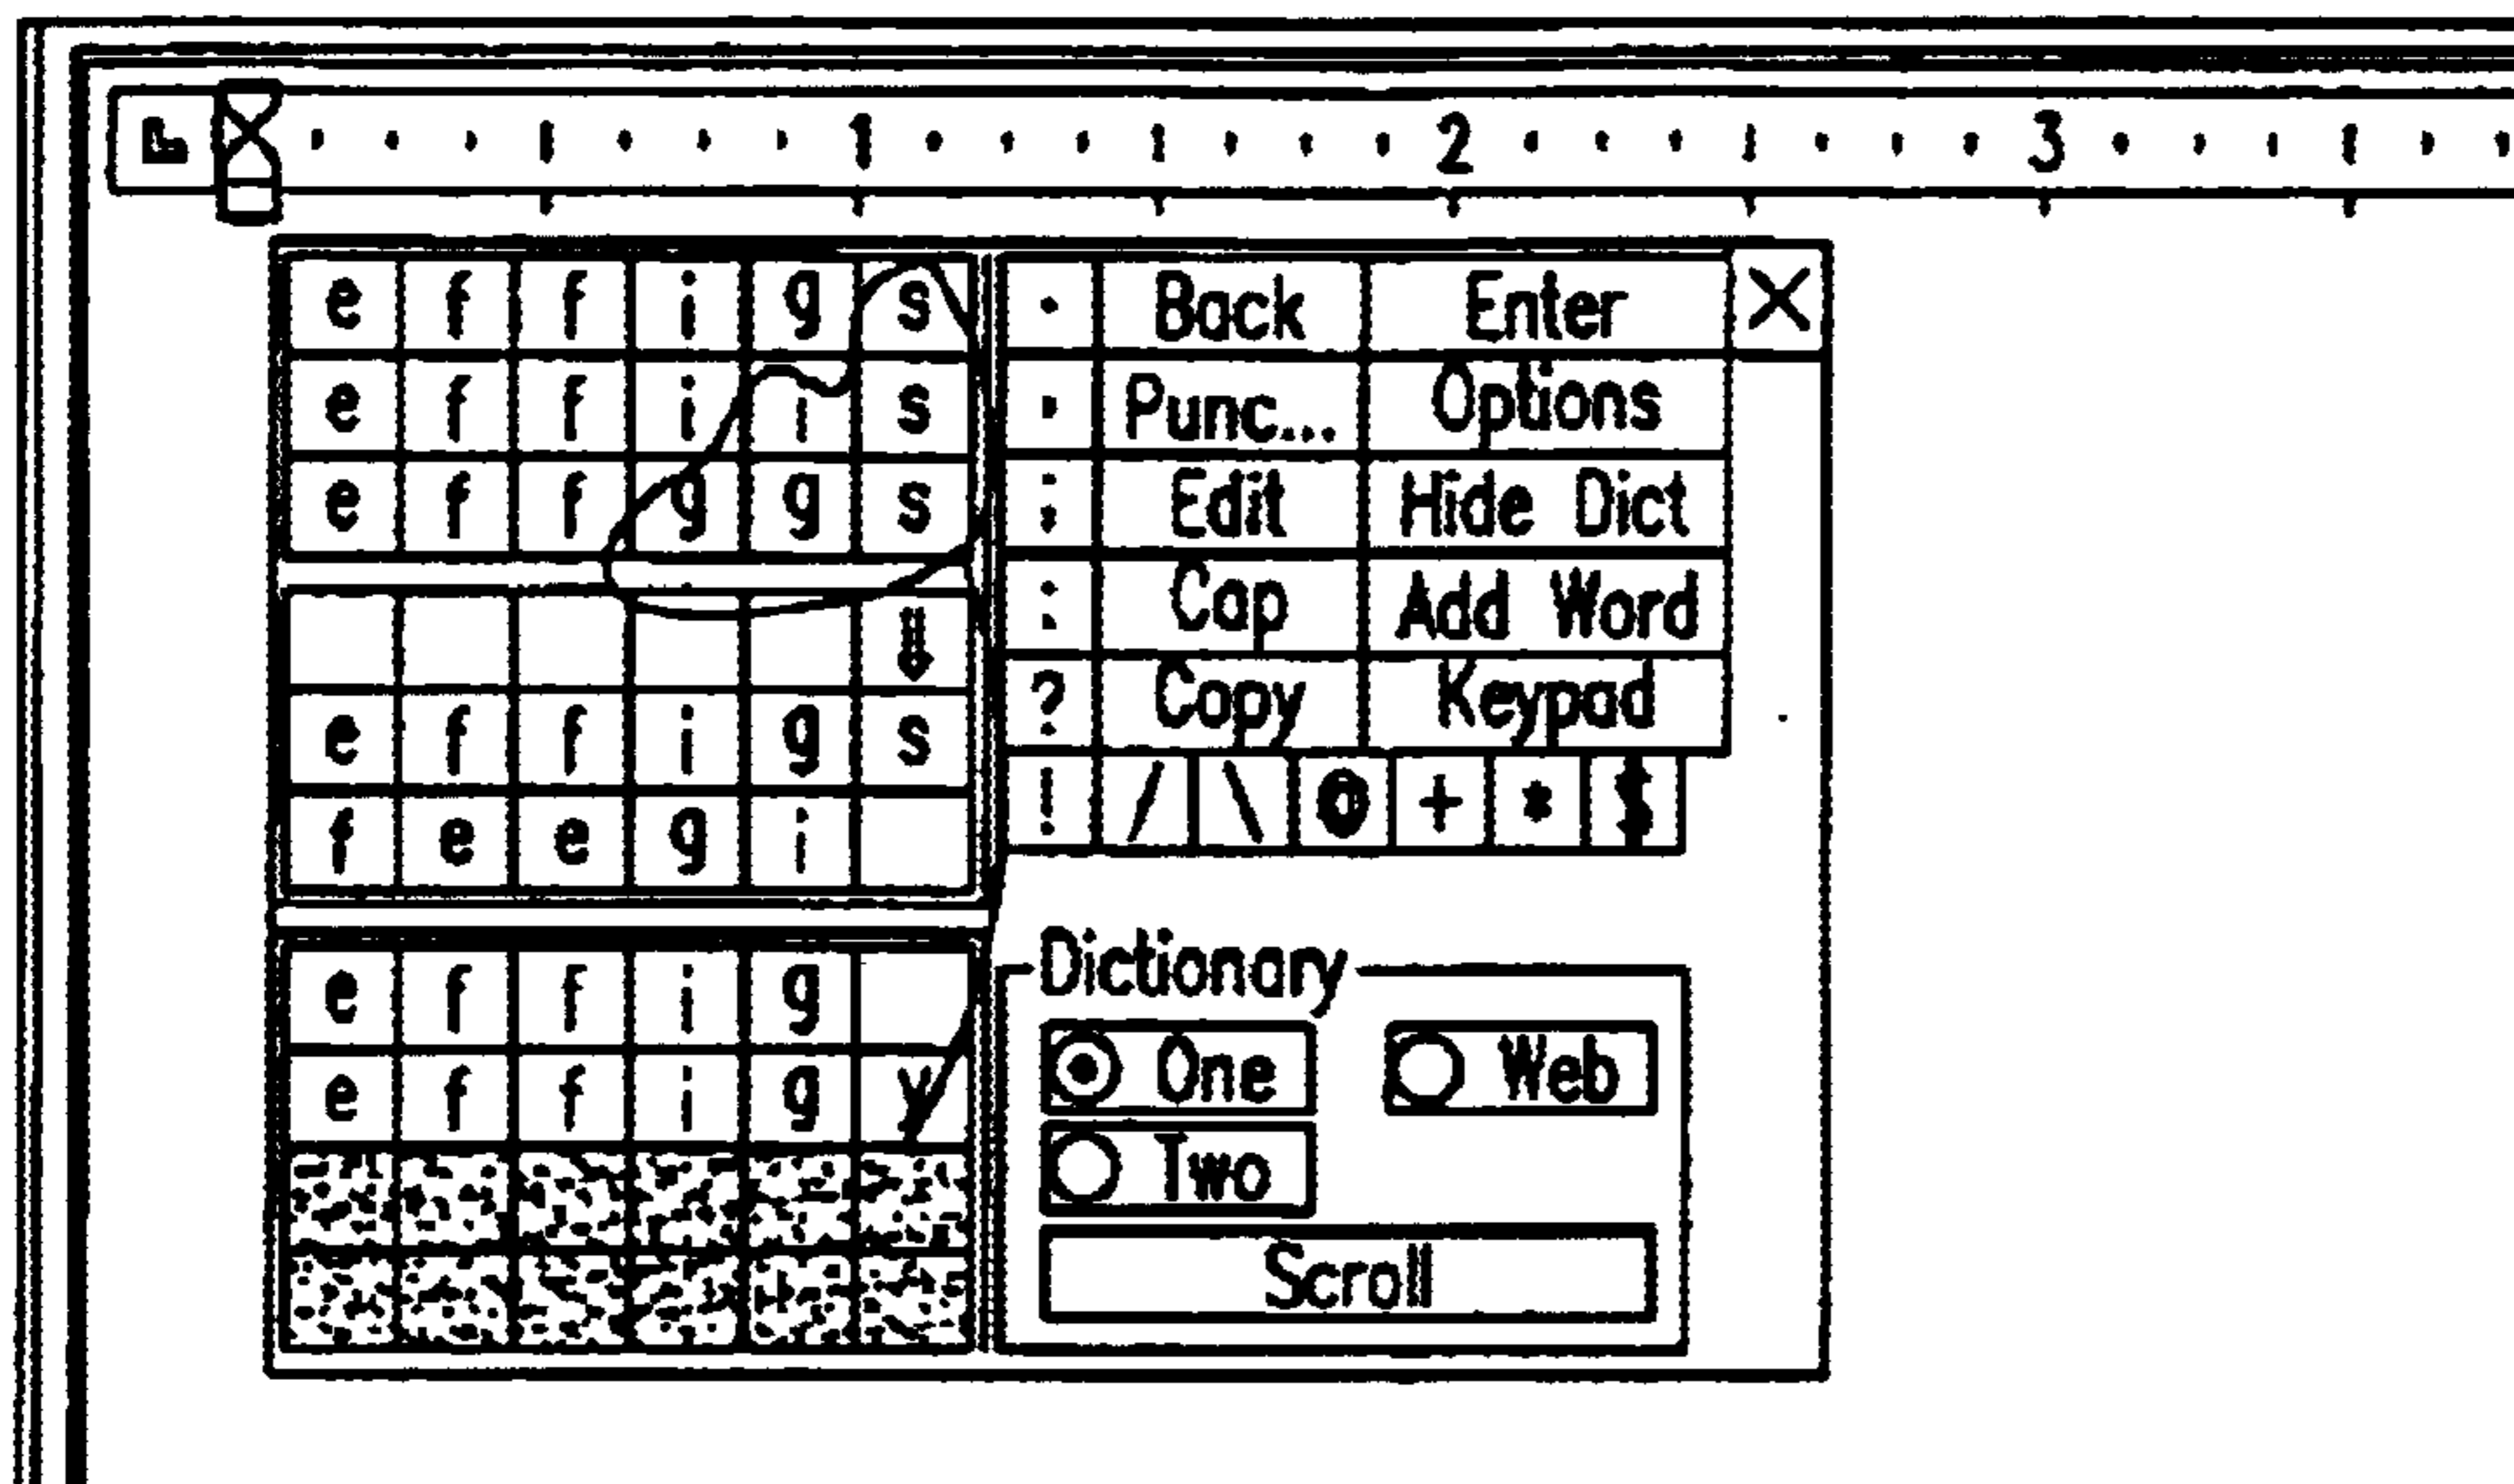 1 2 3
e f f i g s · Back Enter X
e f f i i s , Punc... Options
e f f g g s ; Edit Hide Dict
⇓ : Cap Add Word
e f f i g s ? Copy Keypad
f e e g i ! / \ @ + *
Dictionary
e f f i g
e f f i g y One Web
Two
Scroll